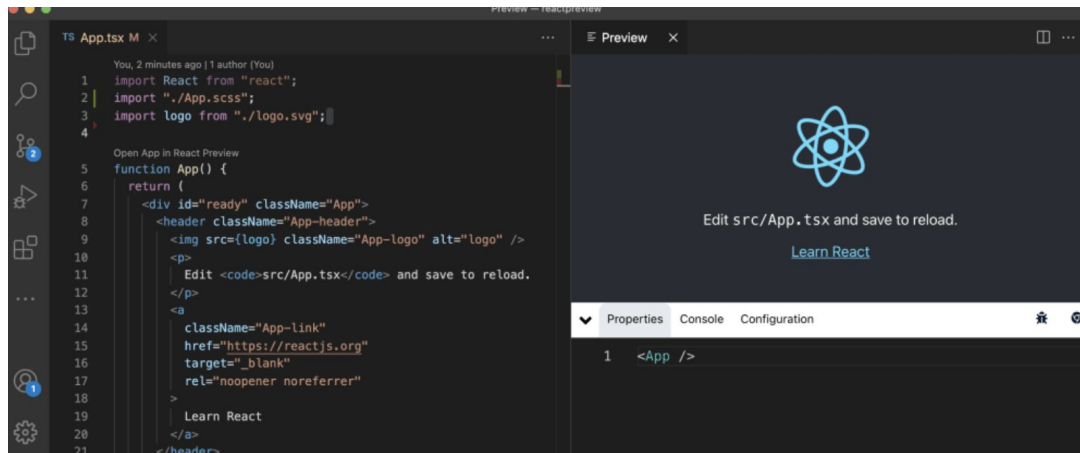 Preview — reactpreview
TS App.tsx M ×
You, 2 minutes ago | 1 author (You)
1 import React from "react";
2 import "./App.scss";
3 import logo from "./logo.svg";
4
Open App in React Preview
5 function App() {
6 return (
7 <div id="ready" className="App">
8 <header className="App-header">
9 <img src={logo} className="App-logo" alt="logo" />
10 <p>
11 Edit <code>src/App.tsx</code> and save to reload.
12 </p>
13 <a
14 className="App-link"
15 href="https://reactjs.org"
16 target="_blank"
17 rel="noopener noreferrer"
18 >
19 Learn React
20 </a>
21 </header>
2
1
Preview ×
Edit src/App.tsx and save to reload.
Learn React
Properties Console Configuration
1 <App />